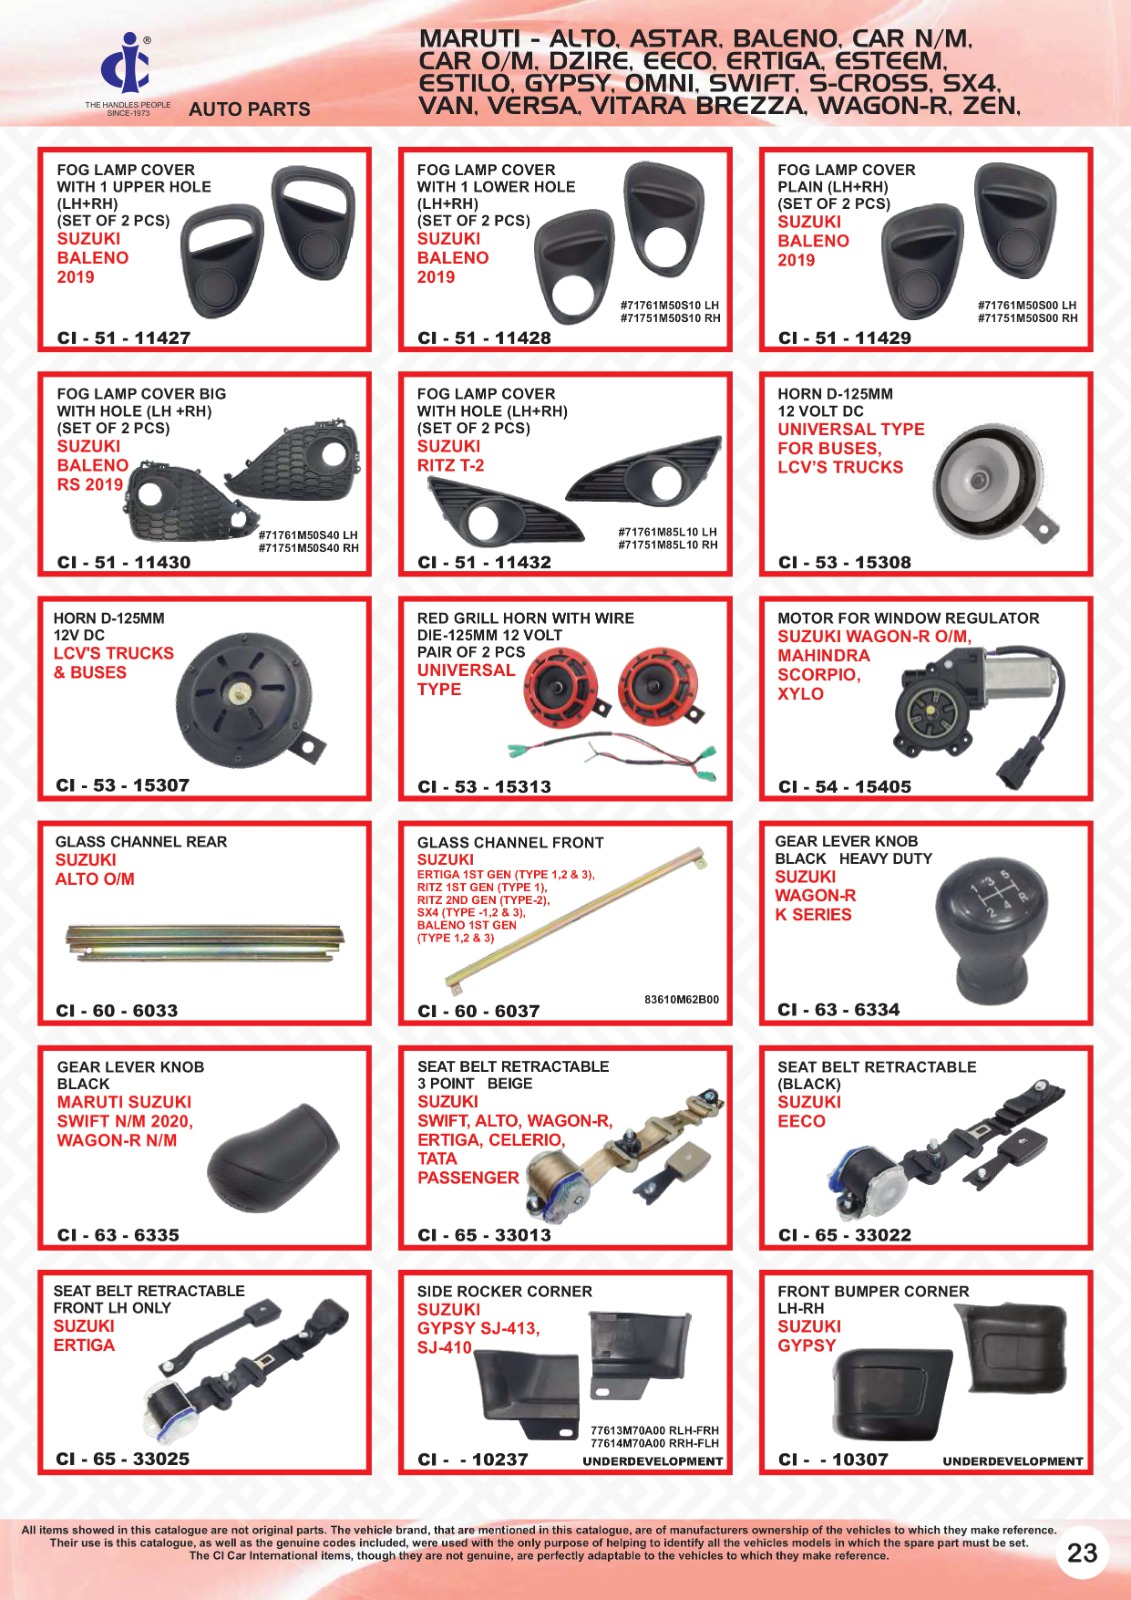 CI
®
THE HANDLES PEOPLE
SINCE-1973
AUTO PARTS
MARUTI - ALTO, ASTAR, BALENO, CAR N/M,
CAR O/M, DZIRE, EECO, ERTIGA, ESTEEM,
ESTILO, GYPSY, OMNI, SWIFT, S-CROSS, SX4,
VAN, VERSA, VITARA BREZZA, WAGON-R, ZEN,
FOG LAMP COVER
WITH 1 UPPER HOLE
(LH+RH)
(SET OF 2 PCS)
SUZUKI
BALENO
2019
CI - 51 - 11427
FOG LAMP COVER
WITH 1 LOWER HOLE
(LH+RH)
(SET OF 2 PCS)
SUZUKI
BALENO
2019
#71761M50S10 LH
#71751M50S10 RH
CI - 51 - 11428
FOG LAMP COVER
PLAIN (LH+RH)
(SET OF 2 PCS)
SUZUKI
BALENO
2019
#71761M50S00 LH
#71751M50S00 RH
CI - 51 - 11429
FOG LAMP COVER BIG
WITH HOLE (LH +RH)
(SET OF 2 PCS)
SUZUKI
BALENO
RS 2019
#71761M50S40 LH
#71751M50S40 RH
CI - 51 - 11430
FOG LAMP COVER
WITH HOLE (LH+RH)
(SET OF 2 PCS)
SUZUKI
RITZ T-2
#71761M85L10 LH
#71751M85L10 RH
CI - 51 - 11432
HORN D-125MM
12 VOLT DC
UNIVERSAL TYPE
FOR BUSES,
LCV'S TRUCKS
CI - 53 - 15308
HORN D-125MM
12V DC
LCV'S TRUCKS
& BUSES
CI - 53 - 15307
RED GRILL HORN WITH WIRE
DIE-125MM 12 VOLT
PAIR OF 2 PCS
UNIVERSAL
TYPE
CI - 53 - 15313
MOTOR FOR WINDOW REGULATOR
SUZUKI WAGON-R O/M,
MAHINDRA
SCORPIO,
XYLO
CI - 54 - 15405
GLASS CHANNEL REAR
SUZUKI
ALTO O/M
CI - 60 - 6033
GLASS CHANNEL FRONT
SUZUKI
ERTIGA 1ST GEN (TYPE 1,2 & 3),
RITZ 1ST GEN (TYPE 1),
RITZ 2ND GEN (TYPE-2),
SX4 (TYPE -1,2 & 3),
BALENO 1ST GEN
(TYPE 1,2 & 3)
83610M62B00
CI - 60 - 6037
GEAR LEVER KNOB
BLACK HEAVY DUTY
SUZUKI
WAGON-R
K SERIES
1 3 5
2 4 R
CI - 63 - 6334
GEAR LEVER KNOB
BLACK
MARUTI SUZUKI
SWIFT N/M 2020,
WAGON-R N/M
CI - 63 - 6335
SEAT BELT RETRACTABLE
3 POINT BEIGE
SUZUKI
SWIFT, ALTO, WAGON-R,
ERTIGA, CELERIO,
TATA
PASSENGER
CI - 65 - 33013
SEAT BELT RETRACTABLE
(BLACK)
SUZUKI
EECO
CI - 65 - 33022
SEAT BELT RETRACTABLE
FRONT LH ONLY
SUZUKI
ERTIGA
CI - 65 - 33025
SIDE ROCKER CORNER
SUZUKI
GYPSY SJ-413,
SJ-410
77613M70A00 RLH-FRH
77614M70A00 RRH-FLH
CI - - 10237 UNDERDEVELOPMENT
FRONT BUMPER CORNER
LH-RH
SUZUKI
GYPSY
CI - - 10307 UNDERDEVELOPMENT
All items showed in this catalogue are not original parts. The vehicle brand, that are mentioned in this catalogue, are of manufacturers ownership of the vehicles to which they make reference.
Their use is this catalogue, as well as the genuine codes included, were used with the only purpose of helping to identify all the vehicles models in which the spare part must be set.
The CI Car International items, though they are not genuine, are perfectly adaptable to the vehicles to which they make reference.
23